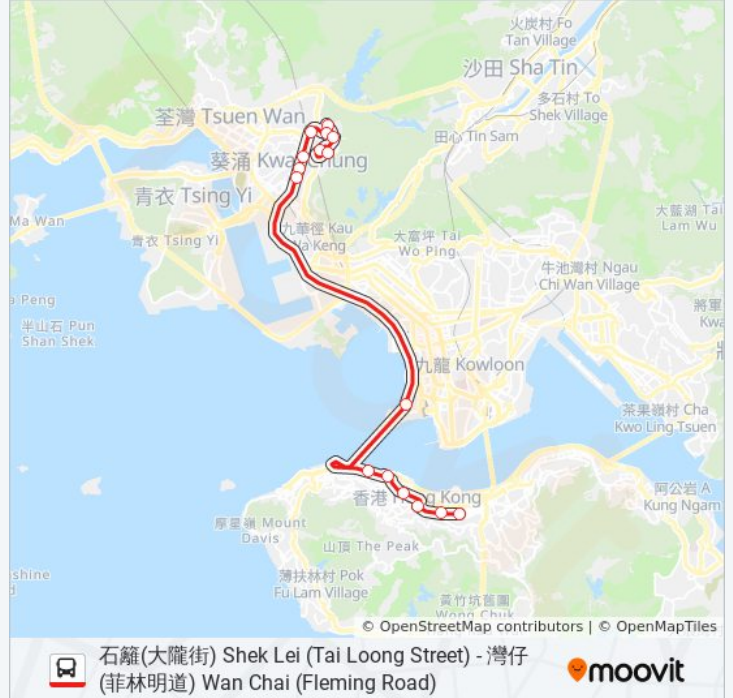 火炭村 Fo
Tan Village
沙田 Sha Tin
多石村 To
Shek Village
荃灣 Tsuen Wan
田心 Tin Sam
葵涌 Kwai Chung
青衣 Tsing Yi
Ma Wan
大藍湖 Tai
Lam Wu
九華徑 Kau
Wa Keng
青衣 Tsing Yi
大窩坪 Tai
Wo Ping
牛池灣村 Ngau
Chi Wan Village
a Peng
將軍
Kwa
半山石 Pun
Shan Shek
九龍 Kowloon
茶果嶺村 Cha
Kwo Ling Tsuen
香港 Hong Kong
阿公岩 A
Kung Ngam
摩星嶺 Mount
Davis
山頂 The Peak
shine
d
薄扶林村 Pok
Fu Lam Village
黃竹坑舊圍
Wong Chuk
© OpenStreetMap contributors | © OpenMapTiles
石籬(大隴街) Shek Lei (Tai Loong Street) - 灣仔
(菲林明道) Wan Chai (Fleming Road)
moovit